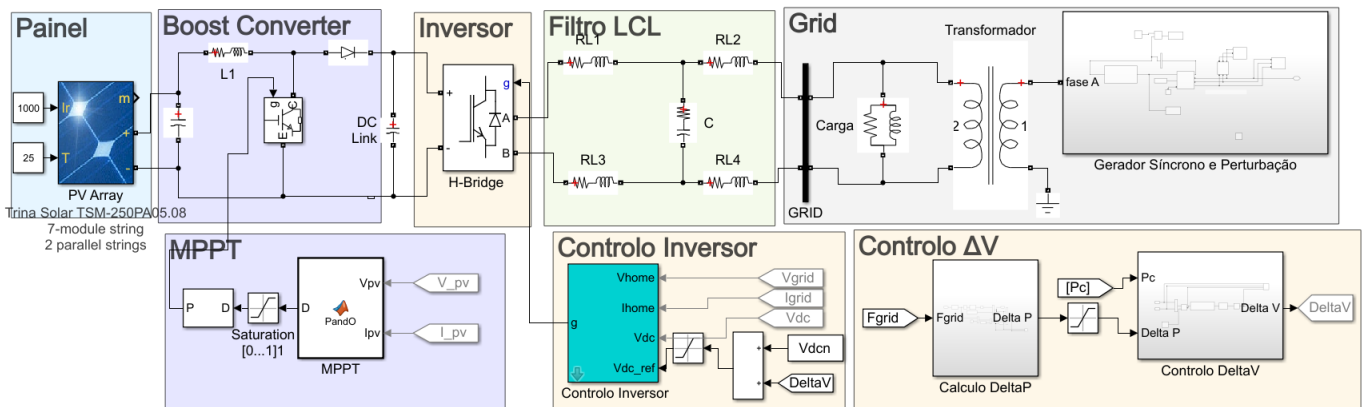 Painel
1000
25
Ir
T
m
+
-
PV Array
Trina Solar TSM-250PA05.08
7-module string
2 parallel strings
Boost Converter
L1
g
C
E
DC
Link
Inversor
+
-
g
A
B
H-Bridge
Filtro LCL
RL1
RL2
C
RL3
RL4
Grid
GRID
Carga
Transformador
2
1
fase A
Gerador Síncrono e Perturbação
MPPT
P
D
Saturation
[0...1]1
D
Vpv
Ipv
PandO
MPPT
V_pv
I_pv
Controlo Inversor
g
Vhome
Ihome
Vdc
Vdc_ref
Controlo Inversor
Vgrid
Igrid
Vdc
+
+
Vdcn
DeltaV
Controlo ΔV
Fgrid
Fgrid
Delta P
Calculo DeltaP
[Pc]
Pc
Delta P
Delta V
Controlo DeltaV
DeltaV